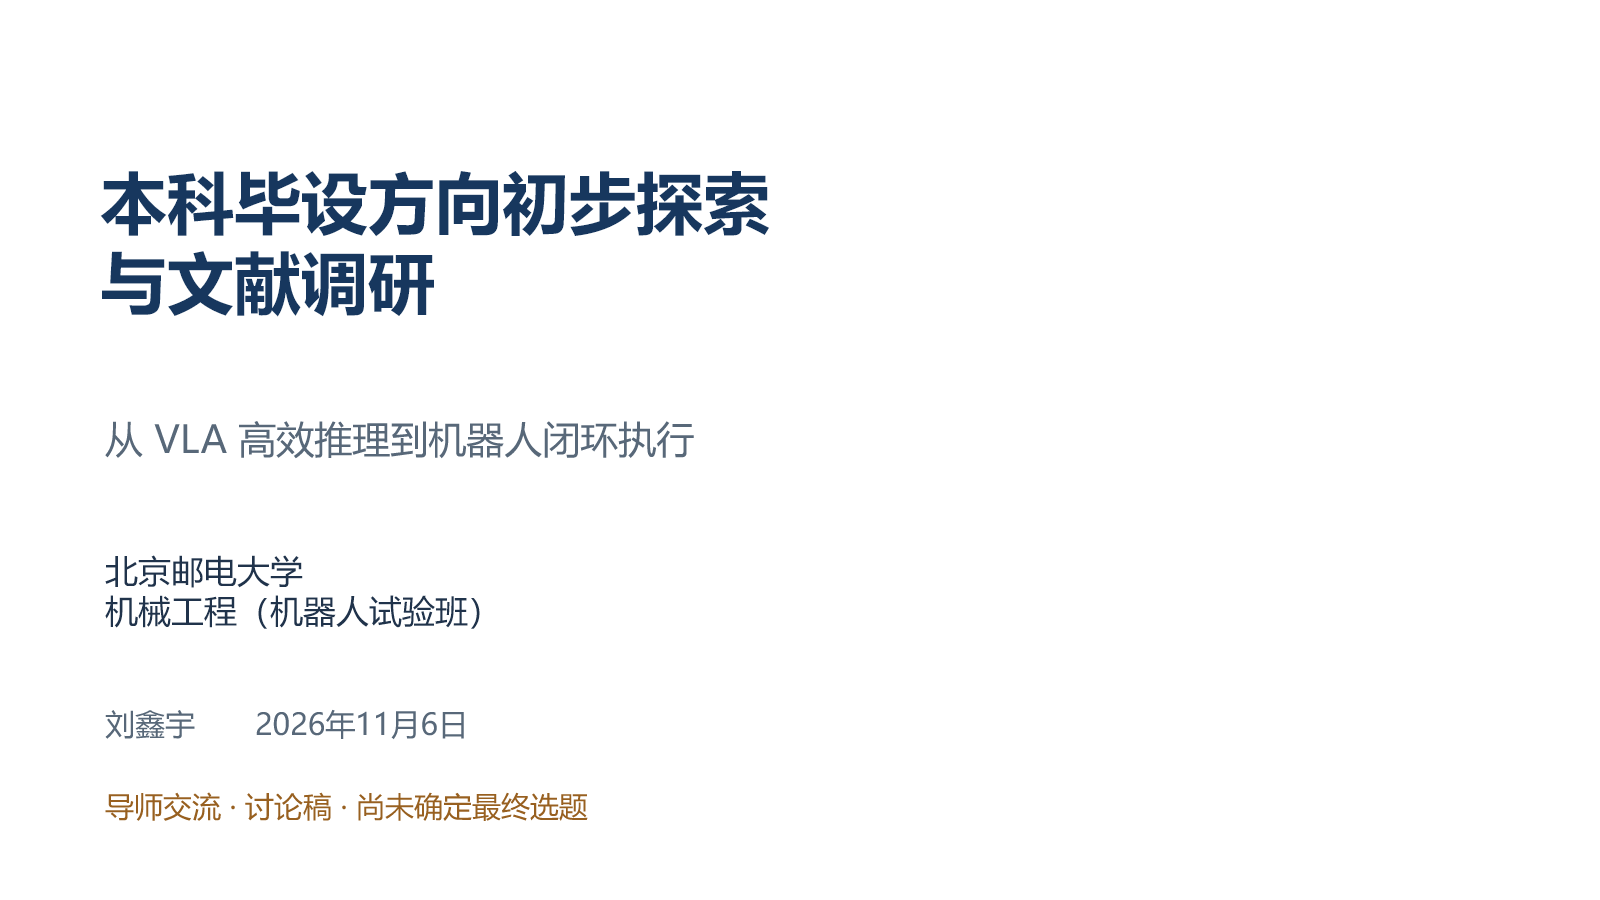 本科毕设方向初步探索
与文献调研
从 VLA 高效推理到机器人闭环执行
北京邮电大学
机械工程（机器人试验班）
刘鑫宇 2026年11月6日
导师交流 · 讨论稿 · 尚未确定最终选题